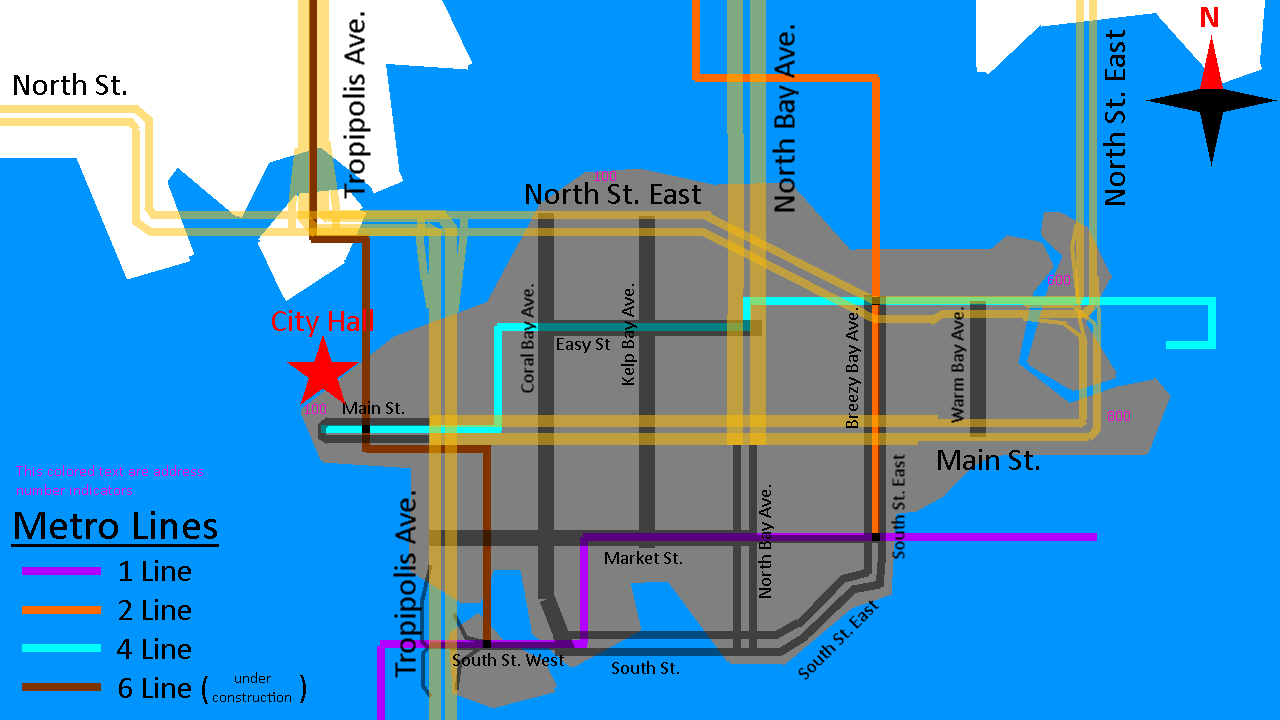 N
North St.
Tropipolis Ave.
North Bay Ave.
North St. East
100
North St. East
600
City Hall
Coral Bay Ave.
Kelp Bay Ave.
Easy St
Breezy Bay Ave.
Warm Bay Ave.
100
Main St.
800
Main St.
This colored text are address
number indicators
Metro Lines
1 Line
2 Line
4 Line
6 Line ( under
construction )
Tropipolis Ave.
Market St.
North Bay Ave.
South St. East
South St. West
South St.
South St. East